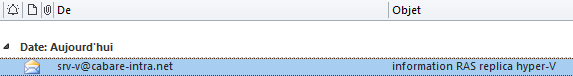 De Objet
Date: Aujourd'hui
srv-v@cabare-intra.net information RAS replica hyper-V